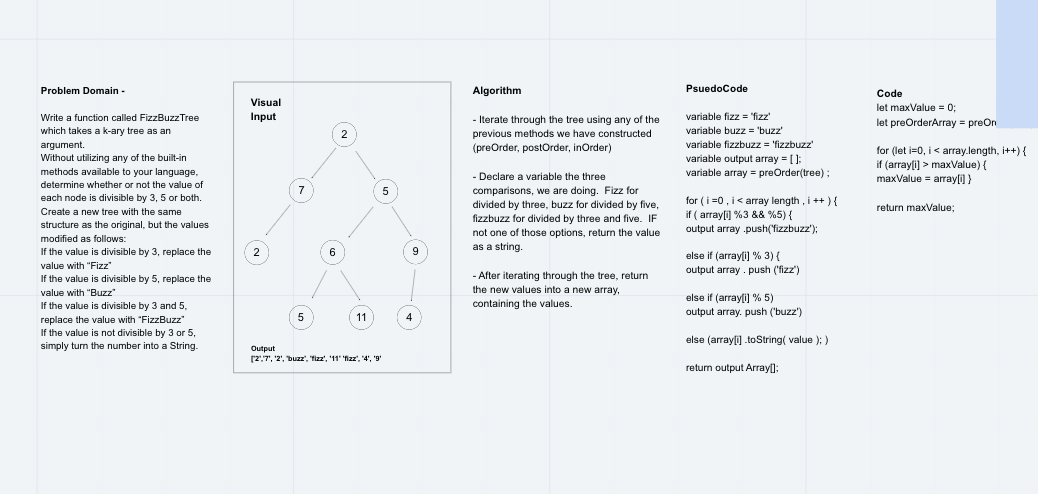 Problem Domain -
Write a function called FizzBuzzTree
which takes a k-ary tree as an
argument.
Without utilizing any of the built-in
methods available to your language,
determine whether or not the value of
each node is divisible by 3, 5 or both.
Create a new tree with the same
structure as the original, but the values
modified as follows:
If the value is divisible by 3, replace the
value with “Fizz”
If the value is divisible by 5, replace the
value with “Buzz”
If the value is divisible by 3 and 5,
replace the value with “FizzBuzz”
If the value is not divisible by 3 or 5,
simply turn the number into a String.
Visual
Input
2
7
5
2
6
9
5
11
4
Output
['2','7', '2', 'buzz', 'fizz', '11' 'fizz', '4', '9'
Algorithm
- Iterate through the tree using any of the
previous methods we have constructed
(preOrder, postOrder, inOrder)
- Declare a variable the three
comparisons, we are doing. Fizz for
divided by three, buzz for divided by five,
fizzbuzz for divided by three and five. IF
not one of those options, return the value
as a string.
- After iterating through the tree, return
the new values into a new array,
containing the values.
PsuedoCode
variable fizz = 'fizz'
variable buzz = 'buzz'
variable fizzbuzz = 'fizzbuzz'
variable output array = [ ];
variable array = preOrder(tree) ;
for ( i =0 , i < array length , i ++ ) {
if ( array[i] %3 && %5) {
output array .push('fizzbuzz');
else if (array[i] % 3) {
output array . push ('fizz')
else if (array[i] % 5)
output array. push ('buzz')
else (array[i] .toString( value ); )
return output Array[];
Code
let maxValue = 0;
let preOrderArray = preOr
for (let i=0, i < array.length, i++) {
if (array[i] > maxValue) {
maxValue = array[i] }
return maxValue;